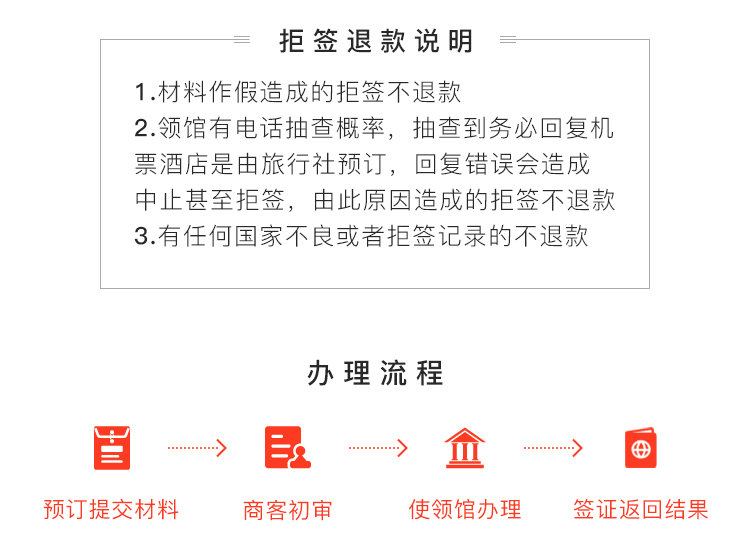 拒签退款说明
1.材料作假造成的拒签不退款
2.领馆有电话抽查概率，抽查到务必回复机
票酒店是由旅行社预订，回复错误会造成
中止甚至拒签，由此原因造成的拒签不退款
3.有任何国家不良或者拒签记录的不退款
办理流程
预订提交材料
商客初审
使领馆办理
签证返回结果